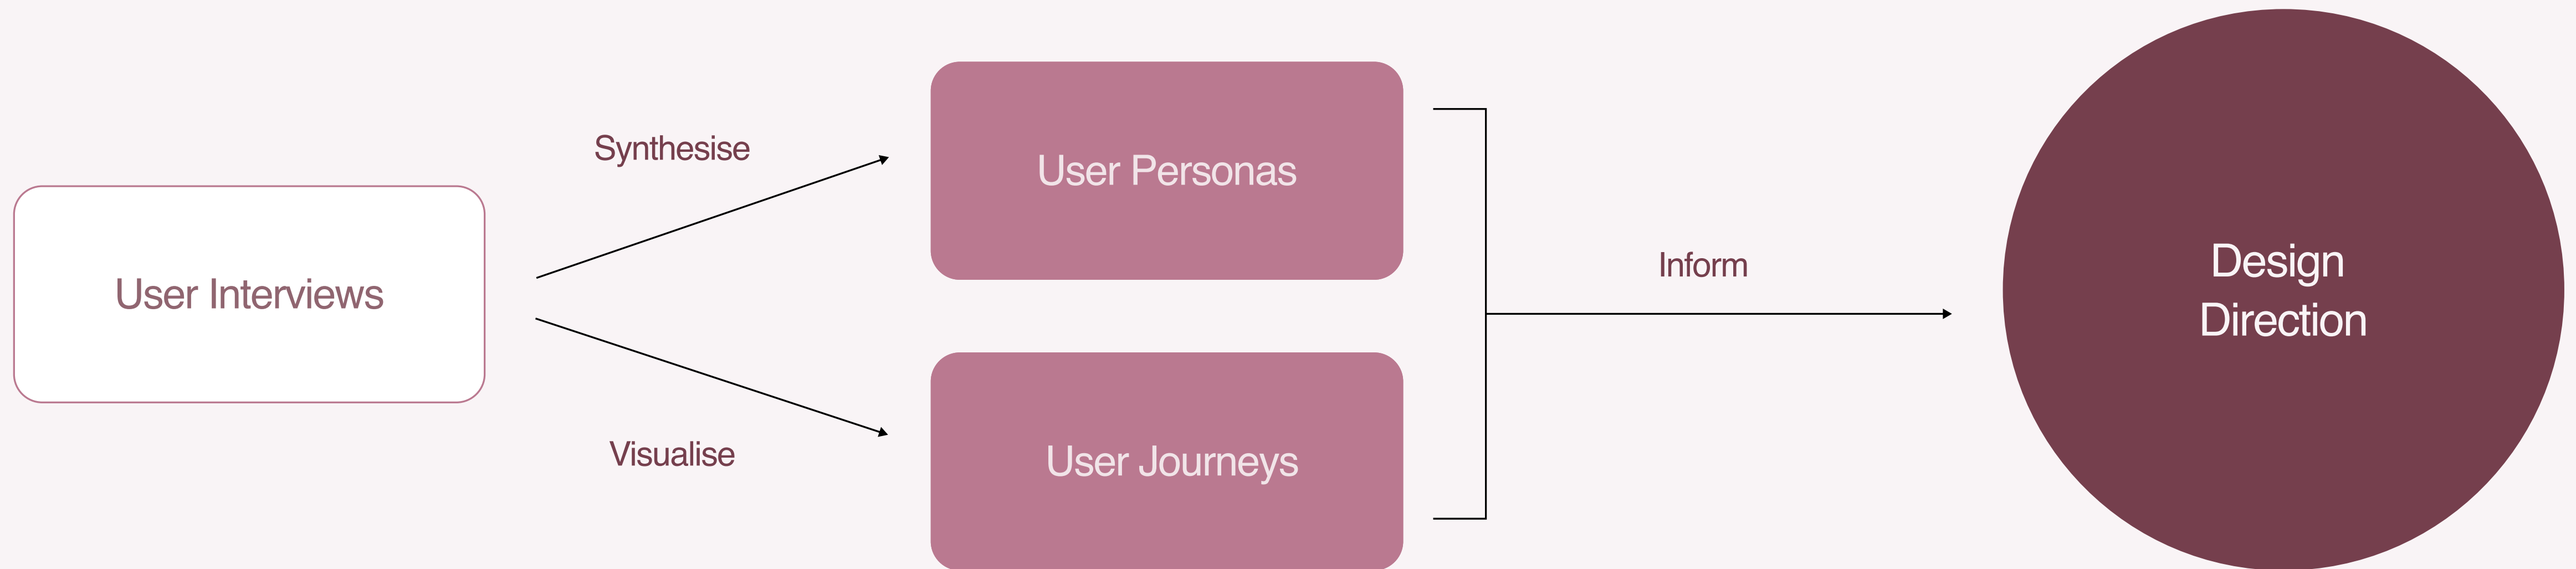 User Interviews
Synthesise
Visualise
User Personas
User Journeys
Inform
Design
Direction